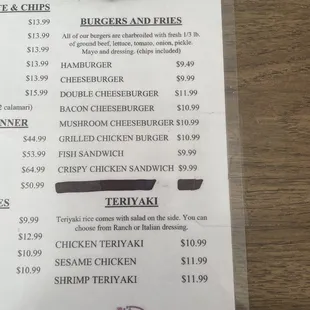 E & CHIPS
$13.99
$13.99
$13.99
$13.99
$13.99
$15.99
2 calamari)
NNER
$44.99
$53.99
$64.99
$50.99
ES
$9.99
$12.99
$10.99
$10.99
BURGERS AND FRIES
All of our burgers are charbroiled with fresh 1/3 lb.
of ground beef, lettuce, tomato, onion, pickle.
Mayo and dressing. (chips included)
HAMBURGER $9.49
CHEESEBURGER $9.99
DOUBLE CHEESEBURGER $11.99
BACON CHEESEBURGER $10.99
MUSHROOM CHEESEBURGER $10.99
GRILLED CHICKEN BURGER $10.99
FISH SANDWICH $9.99
CRISPY CHICKEN SANDWICH $9.99
TERIYAKI
Teriyaki rice comes with salad on the side. You can
choose from Ranch or Italian dressing.
CHICKEN TERIYAKI $10.99
SESAME CHICKEN $11.99
SHRIMP TERIYAKI $11.99